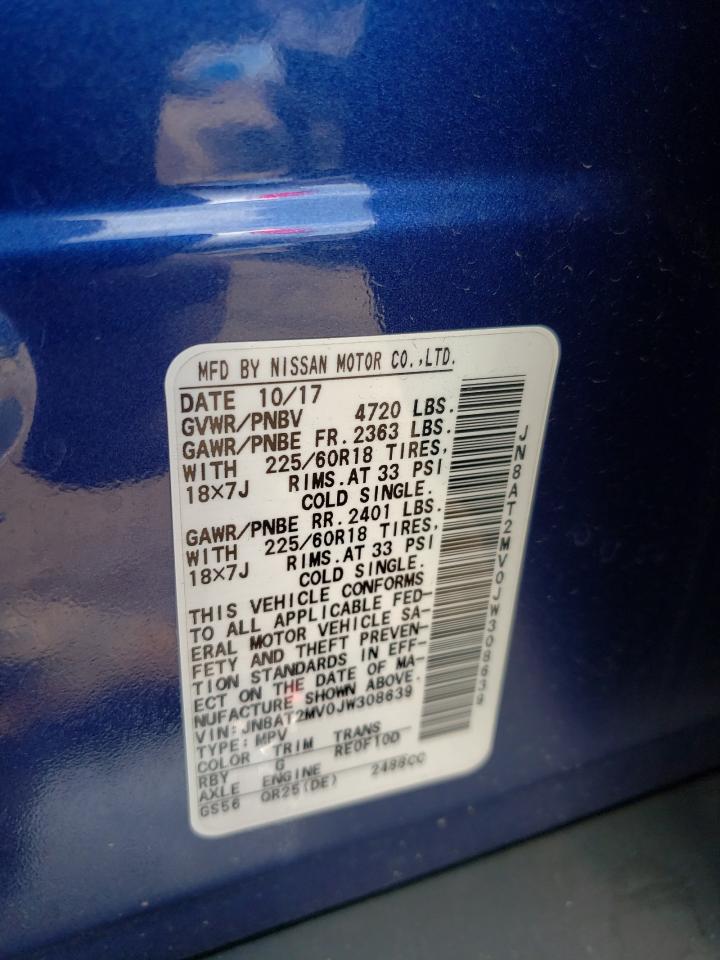 MFD BY NISSAN MOTOR CO.,LTD.
DATE 10/17
GVWR/PNBV 4720 LBS.
GAWR/PNBE FR. 2363 LBS.
WITH 225/60R18 TIRES,
18×7J RIMS.AT 33 PSI
COLD SINGLE.
GAWR/PNBE RR. 2401 LBS.
WITH 225/60R18 TIRES,
18×7J RIMS.AT 33 PSI
COLD SINGLE.
THIS VEHICLE CONFORMS
TO ALL APPLICABLE FED-
ERAL MOTOR VEHICLE SA-
FETY AND THEFT PREVEN-
TION STANDARDS IN EFF-
ECT ON THE DATE OF MA-
NUFACTURE SHOWN ABOVE.
VIN:JN8AT2MV0JW308639
TYPE:MPV
COLOR TRIM TRANS
RBY G RE0F10D
AXLE ENGINE
GS56 QR25(DE) 2488CC
JN8AT2MV0JW308639